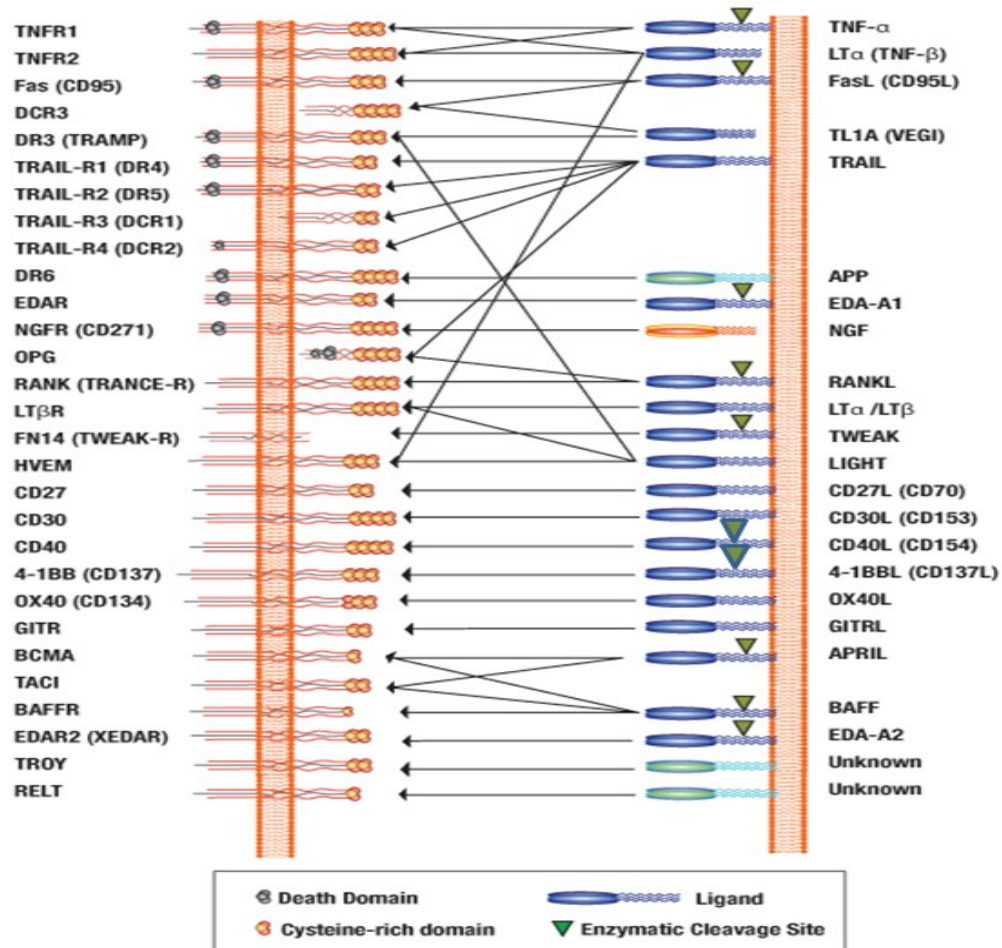 TNFR1
TNFR2
Fas (CD95)
DCR3
DR3 (TRAMP)
TRAIL-R1 (DR4)
TRAIL-R2 (DR5)
TRAIL-R3 (DCR1)
TRAIL-R4 (DCR2)
DR6
EDAR
NGFR (CD271)
OPG
RANK (TRANCE-R)
LTβR
FN14 (TWEAK-R)
HVEM
CD27
CD30
CD40
4-1BB (CD137)
OX40 (CD134)
GITR
BCMA
TACI
BAFFR
EDAR2 (XEDAR)
TROY
RELT
TNF-α
LTα (TNF-β)
FasL (CD95L)
TL1A (VEGI)
TRAIL
APP
EDA-A1
NGF
RANKL
LTα /LTβ
TWEAK
LIGHT
CD27L (CD70)
CD30L (CD153)
CD40L (CD154)
4-1BBL (CD137L)
OX40L
GITRL
APRIL
BAFF
EDA-A2
Unknown
Unknown
Death Domain
Ligand
Cysteine-rich domain
Enzymatic Cleavage Site